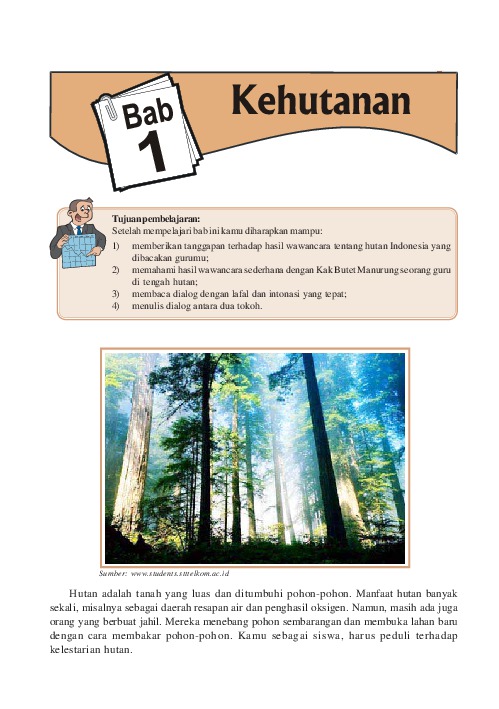 Bab
1
Kehutanan
Tujuan pembelajaran:
Setelah mempelajari bab ini kamu diharapkan mampu:
1) memberikan tanggapan terhadap hasil wawancara tentang hutan Indonesia yang
dibacakan gurumu;
2) memahami hasil wawancara sederhana dengan Kak Butet Manurung seorang guru
di tengah hutan;
3) membaca dialog dengan lafal dan intonasi yang tepat;
4) menulis dialog antara dua tokoh.
Sumber: www.students.sttelkom.ac.id
Hutan adalah tanah yang luas dan ditumbuhi pohon-pohon. Manfaat hutan banyak
sekali, misalnya sebagai daerah resapan air dan penghasil oksigen. Namun, masih ada juga
orang yang berbuat jahil. Mereka menebang pohon sembarangan dan membuka lahan baru
dengan cara membakar pohon-pohon. Kamu sebagai siswa, harus peduli terhadap
kelestarian hutan.